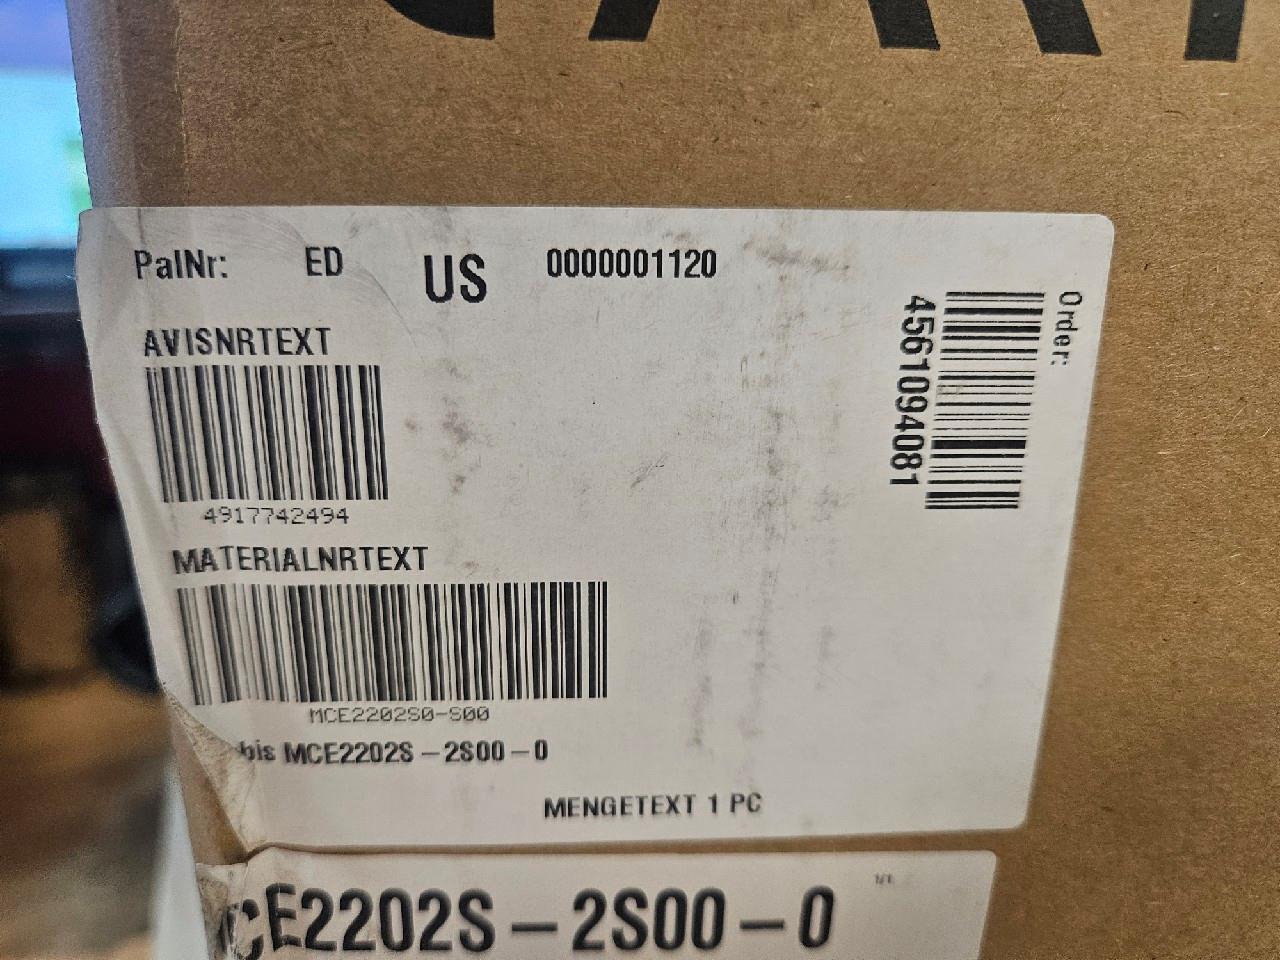 PalNr: ED US 0000001120
Order:
4561094081
AVISNRTEXT
4917742494
MATERIALNRTEXT
MCE2202S0-S00
bis MCE2202S-2S00-0
MENGETEXT 1 PC
MCE2202S-2S00-0